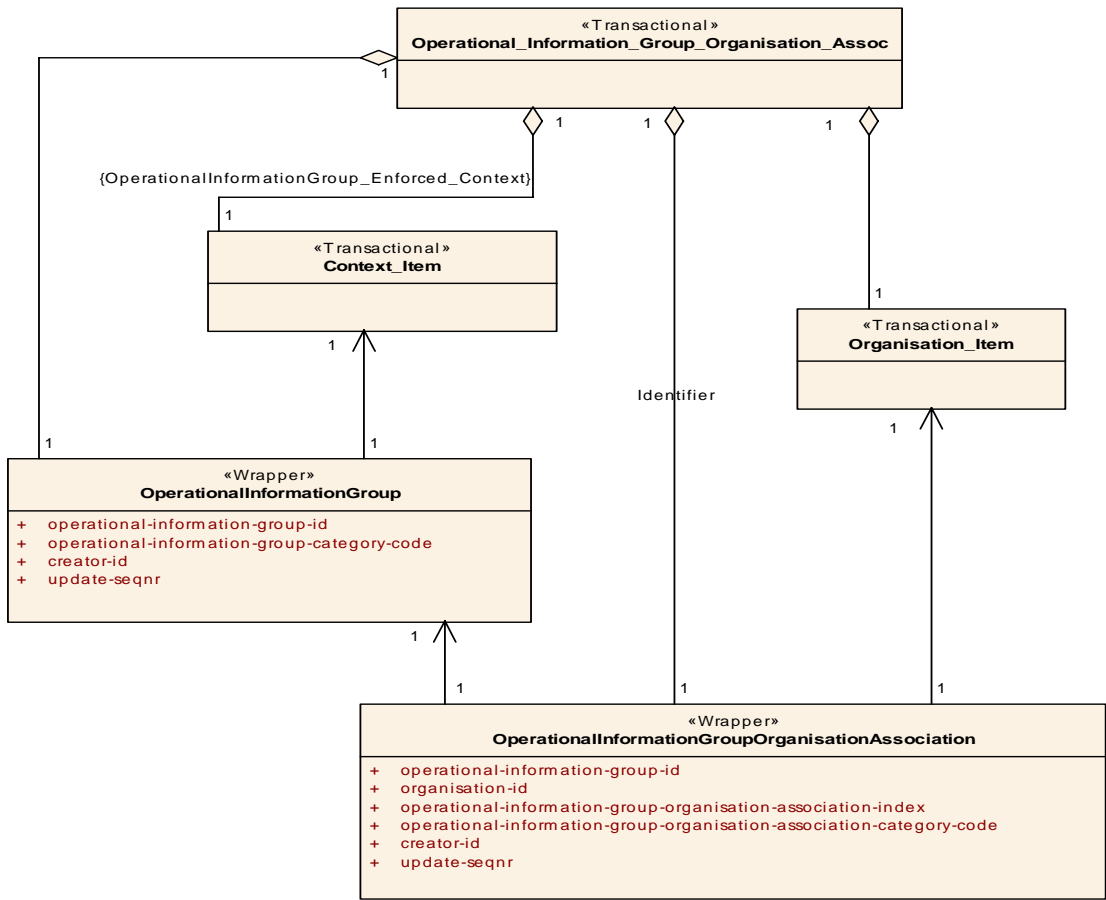 «Transactional»
Operational_Information_Group_Organisation_Assoc
1
1
1
1
{OperationalInformationGroup_Enforced_Context}
1
«Transactional»
Context_Item
1
«Transactional»
Organisation_Item
1
Identifier
1
1
1
«Wrapper»
OperationalInformationGroup
+ operational-information-group-id
+ operational-information-group-category-code
+ creator-id
+ update-seqnr
1
1
1
1
«Wrapper»
OperationalInformationGroupOrganisationAssociation
+ operational-information-group-id
+ organisation-id
+ operational-information-group-organisation-association-index
+ operational-information-group-organisation-association-category-code
+ creator-id
+ update-seqnr